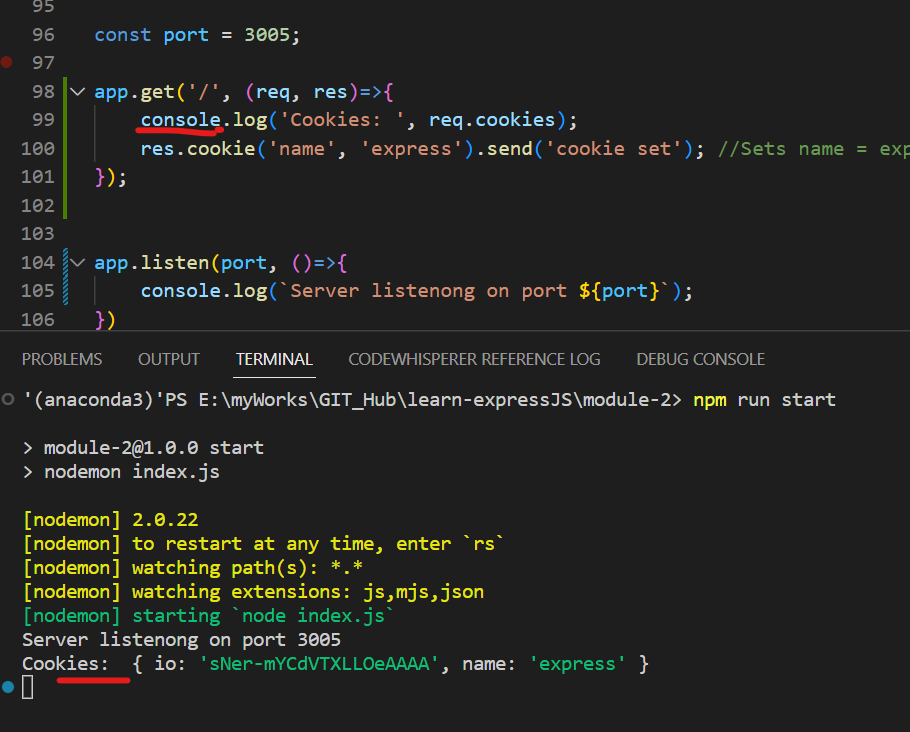 95
96 const port = 3005;
97
98 app.get('/', (req, res)=>{
99 console.log('Cookies: ', req.cookies);
100 res.cookie('name', 'express').send('cookie set'); //Sets name = exp
101 });
102
103
104 app.listen(port, ()=>{
105 console.log(`Server listenong on port ${port}`);
106 })
PROBLEMS OUTPUT TERMINAL CODEWHISPERER REFERENCE LOG DEBUG CONSOLE
'(anaconda3)'PS E:\myWorks\GIT_Hub\learn-expressJS\module-2> npm run start
> module-2@1.0.0 start
> nodemon index.js
[nodemon] 2.0.22
[nodemon] to restart at any time, enter `rs`
[nodemon] watching path(s): *.*
[nodemon] watching extensions: js,mjs,json
[nodemon] starting `node index.js`
Server listenong on port 3005
Cookies:  { io: 'sNer-mYCdVTXLLOeAAAA', name: 'express' }